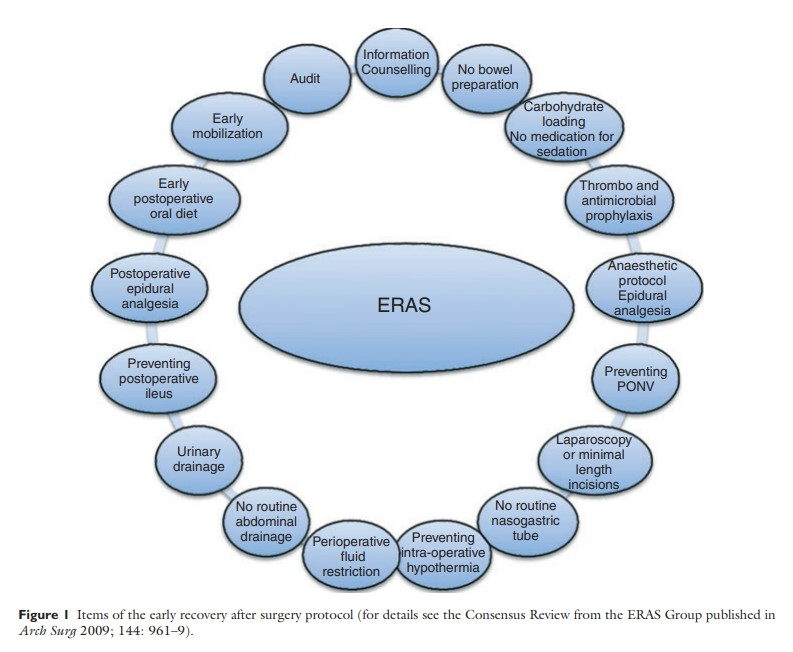 Information
Counselling
No bowel
preparation
Carbohydrate
loading
No medication for
sedation
Thrombo and
antimicrobial
prophylaxis
Anaesthetic
protocol
Epidural
analgesia
Preventing
PONV
Laparoscopy
or minimal
length
incisions
No routine
nasogastric
tube
Preventing
intra-operative
hypothermia
Perioperative
fluid
restriction
No routine
abdominal
drainage
Urinary
drainage
Preventing
postoperative
ileus
Postoperative
epidural
analgesia
Early
postoperative
oral diet
Early
mobilization
Audit
ERAS
Figure 1 Items of the early recovery after surgery protocol (for details see the Consensus Review from the ERAS Group published in
Arch Surg 2009; 144: 961–9).